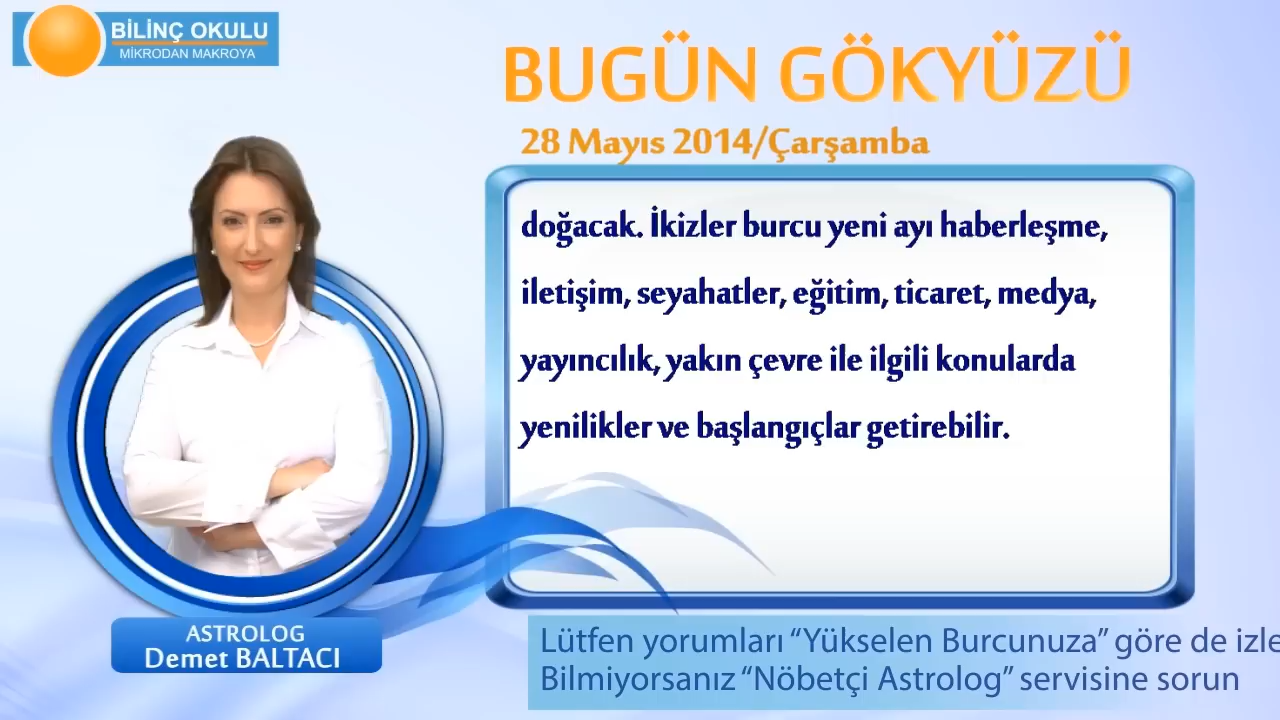 BİLİNÇ OKULU
MİKRODAN MAKROYA
BUGÜN GÖKYÜZÜ
28 Mayıs 2014/Çarşamba
doğacak. İkizler burcu yeni ayı haberleşme,
iletişim, seyahatler, eğitim, ticaret, medya,
yayıncılık, yakın çevre ile ilgili konularda
yenilikler ve başlangıçlar getirebilir.
ASTROLOG
Demet BALTACI
Lütfen yorumları “Yükselen Burcunuza” göre de izle
Bilmiyorsanız “Nöbetçi Astrolog” servisine sorun